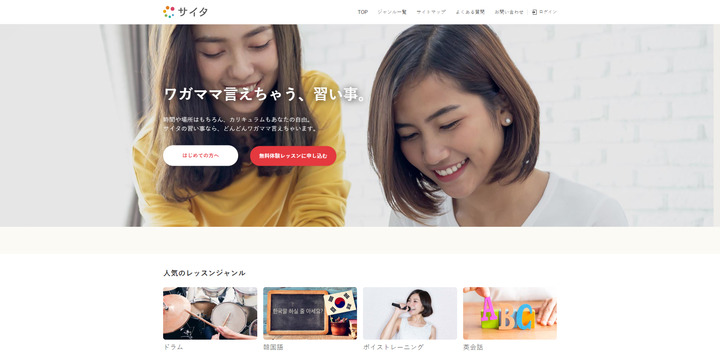 サイタ
TOP
ジャンル一覧
サイトマップ
よくある質問
お問い合わせ
ログイン
ワガママ言えちゃう、習い事。
時間や場所はもちろん、カリキュラムもあなたの自由。
サイタの習い事なら、どんどんワガママ言えちゃいます。
はじめての方へ
無料体験レッスンに申し込む
人気のレッスンジャンル
한국말 하실 줄 아세요?
ABC
ドラム
韓国語
ボイストレーニング
英会話